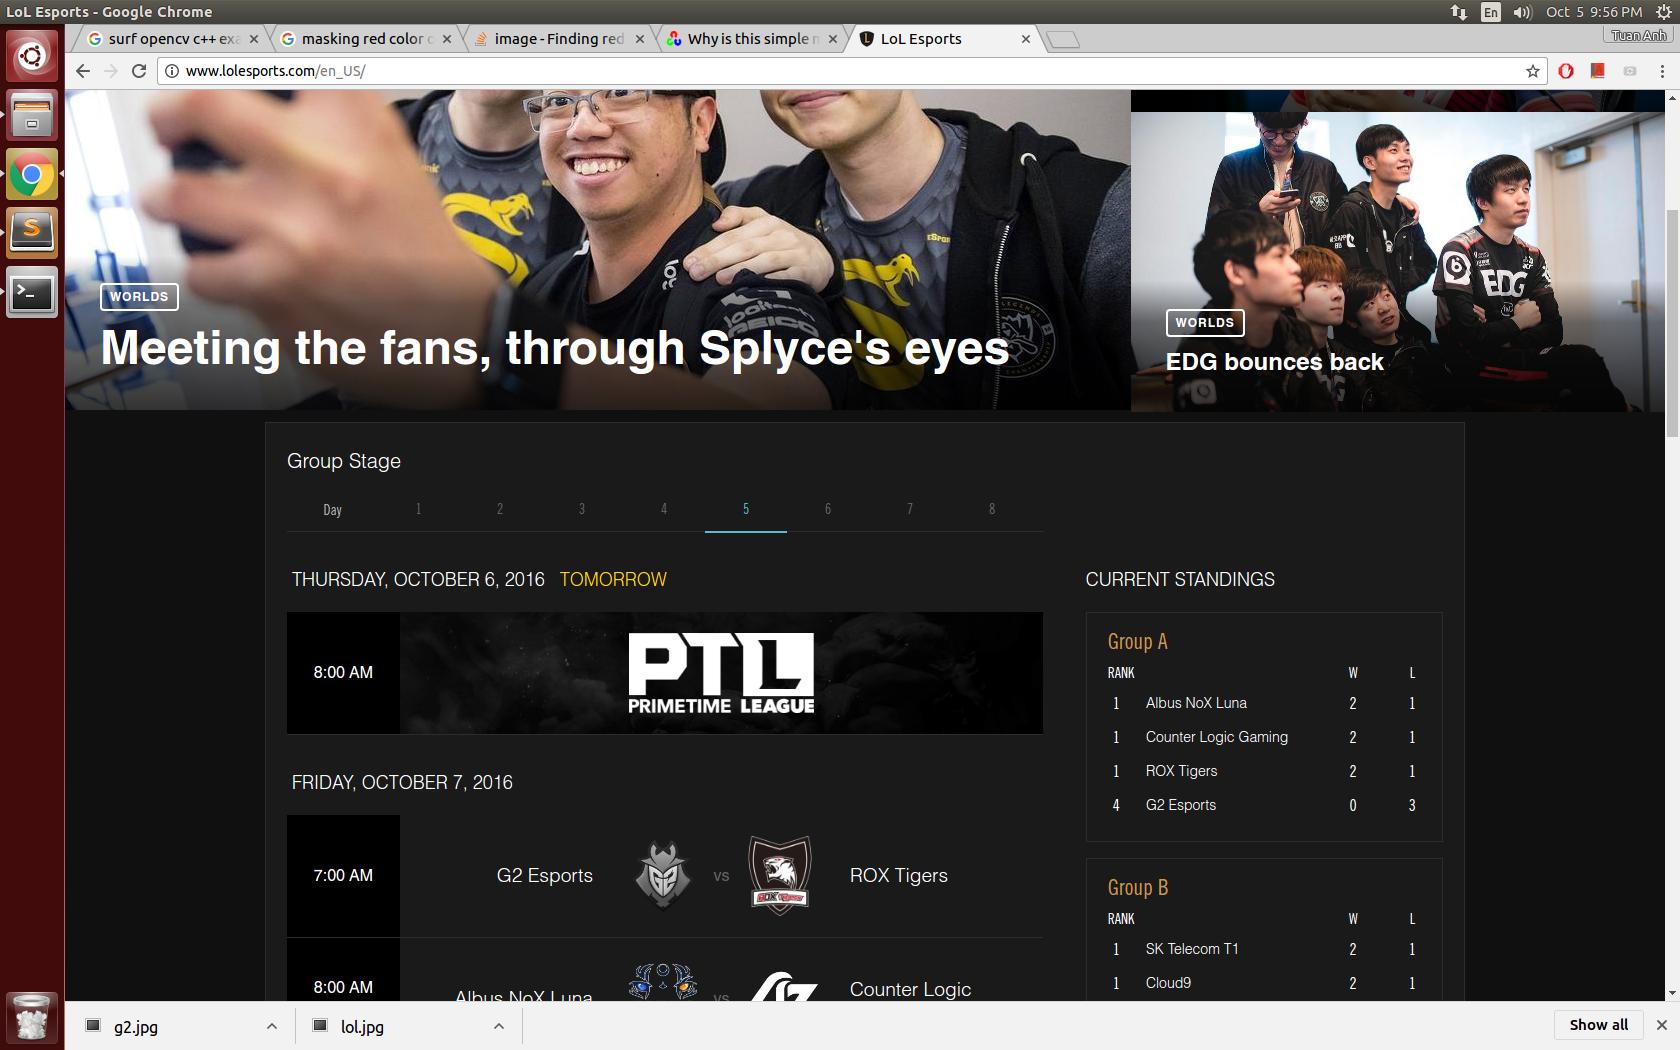 LoL Esports - Google Chrome
En
Oct 5 9:56 PM
surf opencv c++ exa
masking red color
image - Finding red
Why is this simple
LoL Esports
Tuan Anh
www.lolesports.com/en_US/
WORLDS
Meeting the fans, through Splyce's eyes
EDG
WORLDS
EDG bounces back
Group Stage
Day 1 2 3 4 5 6 7 8
THURSDAY, OCTOBER 6, 2016 TOMORROW
8:00 AM
PTL
PRIMETIME LEAGUE
FRIDAY, OCTOBER 7, 2016
7:00 AM G2 Esports vs ROX Tigers
8:00 AM Albus NoX Luna vs Counter Logic
CURRENT STANDINGS
Group A
RANK W L
1 Albus NoX Luna 2 1
1 Counter Logic Gaming 2 1
1 ROX Tigers 2 1
4 G2 Esports 0 3
Group B
RANK W L
1 SK Telecom T1 2 1
1 Cloud9 2 1
g2.jpg
lol.jpg
Show all